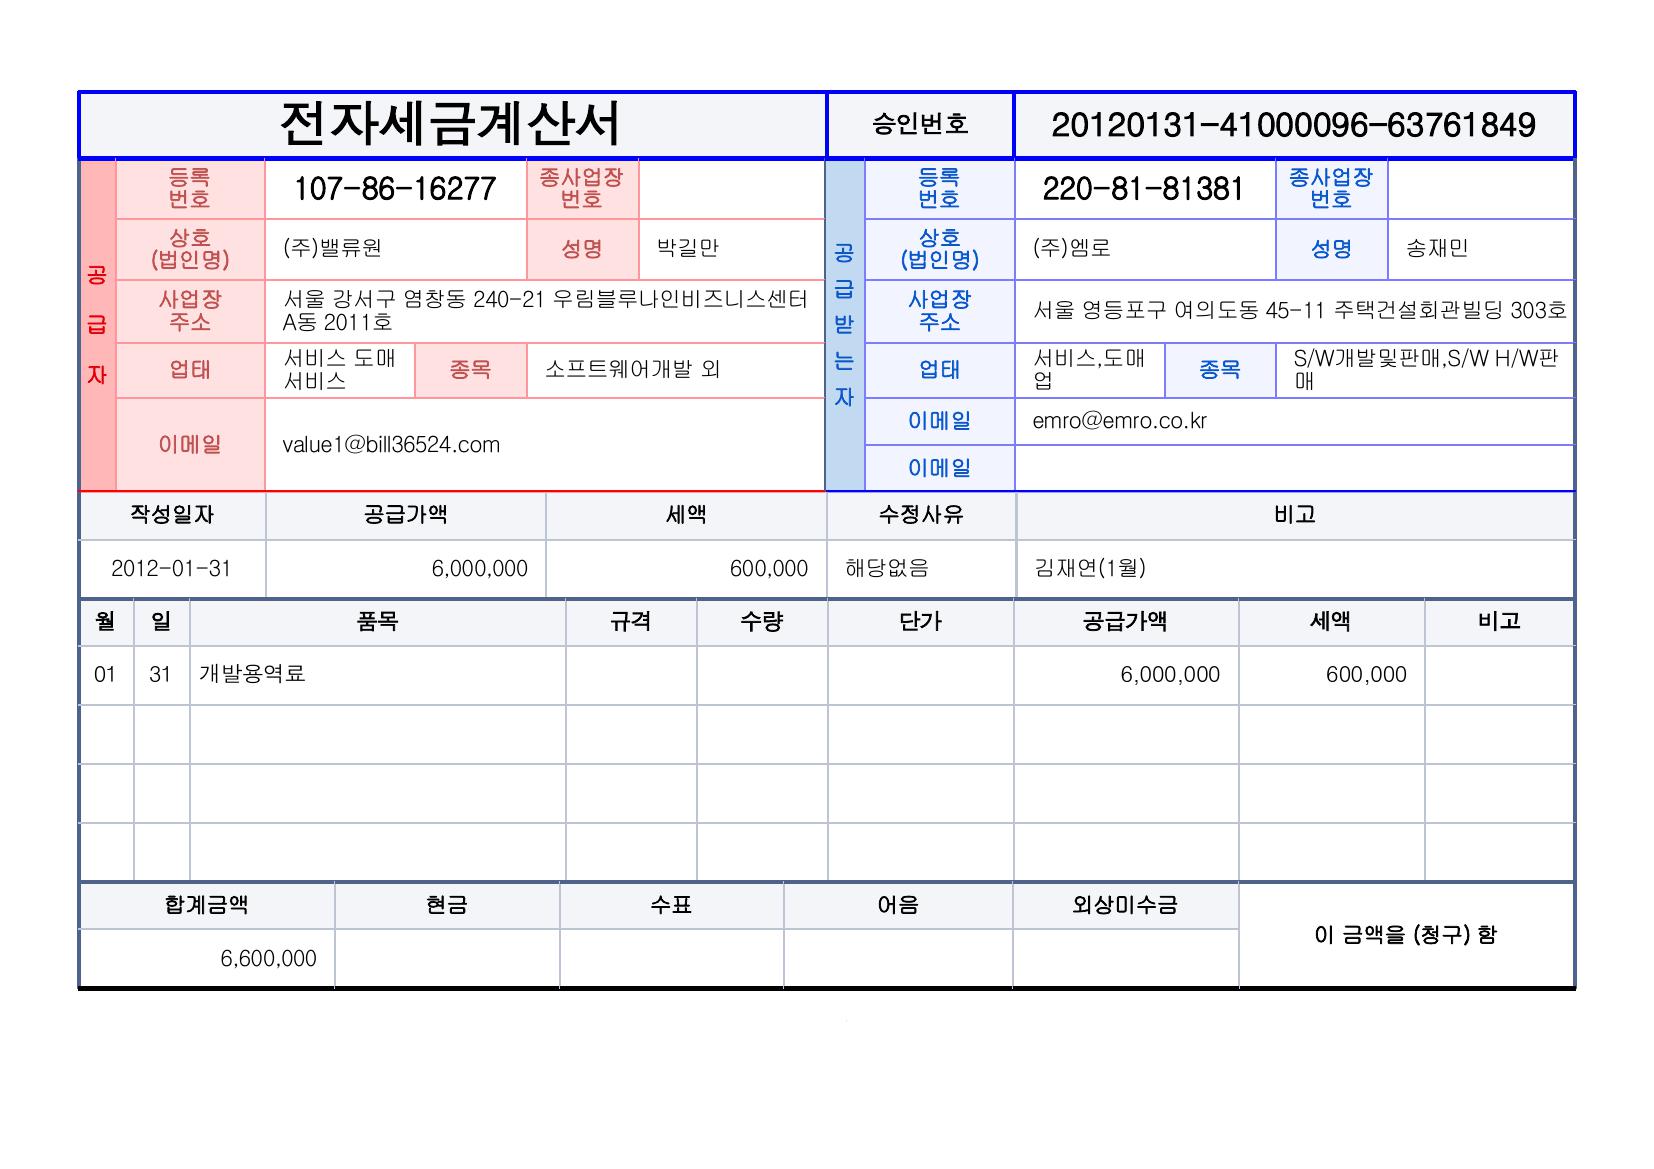 전자세금계산서 승인번호 20120131-41000096-63761849
공급자
등록번호 107-86-16277 종사업장번호
상호(법인명) (주)밸류원 성명 박길만
사업장주소 서울 강서구 염창동 240-21 우림블루나인비즈니스센터
A동 2011호
업태 서비스 도매 서비스 종목 소프트웨어개발 외
이메일 value1@bill36524.com
공급받는자
등록번호 220-81-81381 종사업장번호
상호(법인명) (주)엠로 성명 송재민
사업장주소 서울 영등포구 여의도동 45-11 주택건설회관빌딩 303호
업태 서비스,도매업 종목 S/W개발및판매,S/W H/W판매
이메일 emro@emro.co.kr
이메일
작성일자 공급가액 세액 수정사유 비고
2012-01-31 6,000,000 600,000 해당없음 김재연(1월)
월 일 품목 규격 수량 단가 공급가액 세액 비고
01 31 개발용역료 6,000,000 600,000
합계금액 현금 수표 어음 외상미수금
6,600,000
이 금액을 (청구) 함